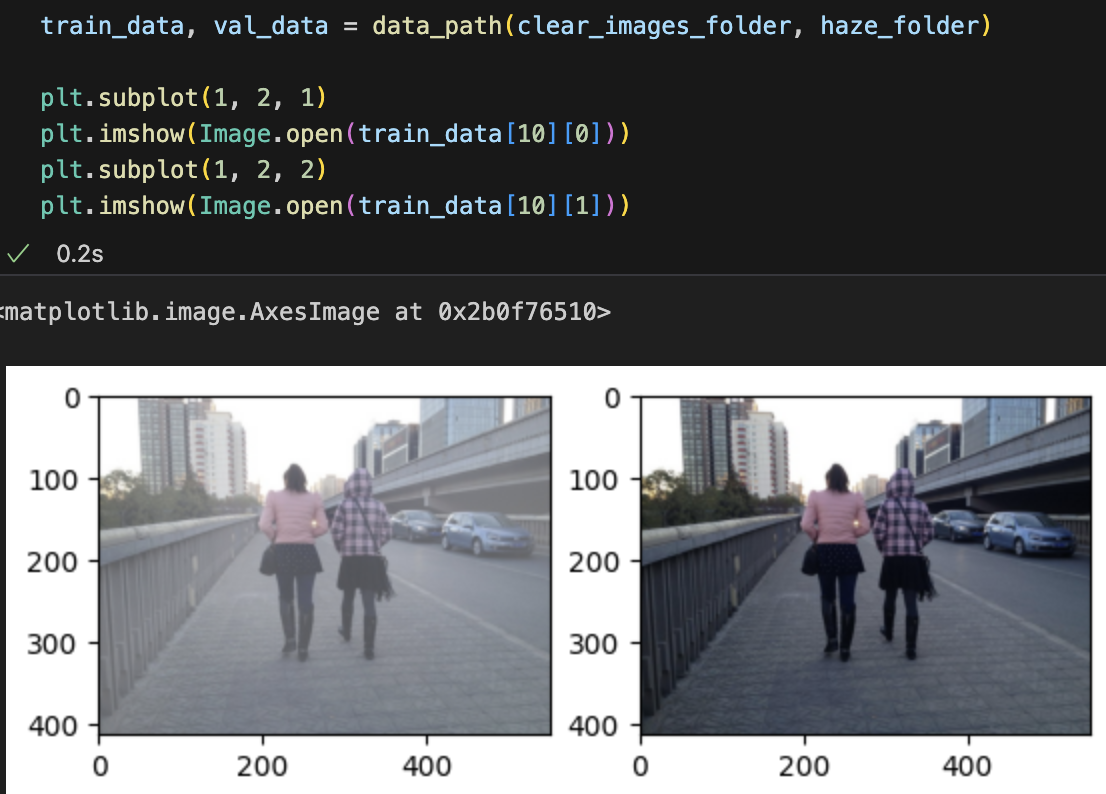 train_data, val_data = data_path(clear_images_folder, haze_folder)
plt.subplot(1, 2, 1)
plt.imshow(Image.open(train_data[10][0]))
plt.subplot(1, 2, 2)
plt.imshow(Image.open(train_data[10][1]))
✓ 0.2s
<matplotlib.image.AxesImage at 0x2b0f76510>
0
100
200
300
400
0 200 400
0
100
200
300
400
0 200 400